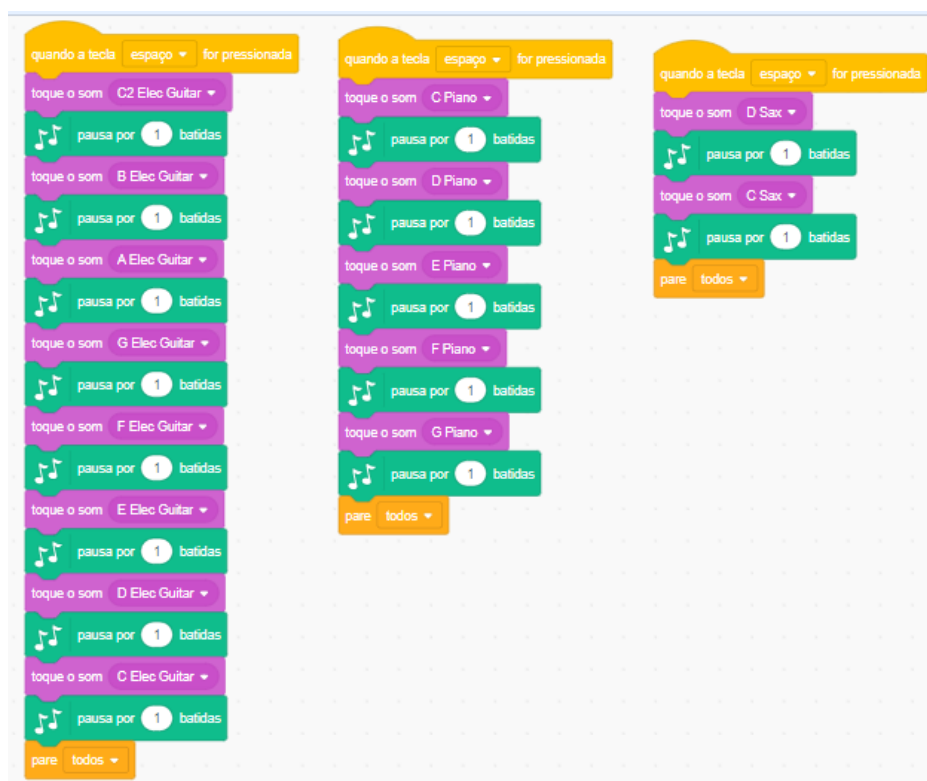 quando a tecla espaço for pressionada
toque o som C2 Elec Guitar
pausa por 1 batidas
toque o som B Elec Guitar
pausa por 1 batidas
toque o som A Elec Guitar
pausa por 1 batidas
toque o som G Elec Guitar
pausa por 1 batidas
toque o som F Elec Guitar
pausa por 1 batidas
toque o som E Elec Guitar
pausa por 1 batidas
toque o som D Elec Guitar
pausa por 1 batidas
toque o som C Elec Guitar
pausa por 1 batidas
pare todos
quando a tecla espaço for pressionada
toque o som C Piano
pausa por 1 batidas
toque o som D Piano
pausa por 1 batidas
toque o som E Piano
pausa por 1 batidas
toque o som F Piano
pausa por 1 batidas
toque o som G Piano
pausa por 1 batidas
pare todos
quando a tecla espaço for pressionada
toque o som D Sax
pausa por 1 batidas
toque o som C Sax
pausa por 1 batidas
pare todos